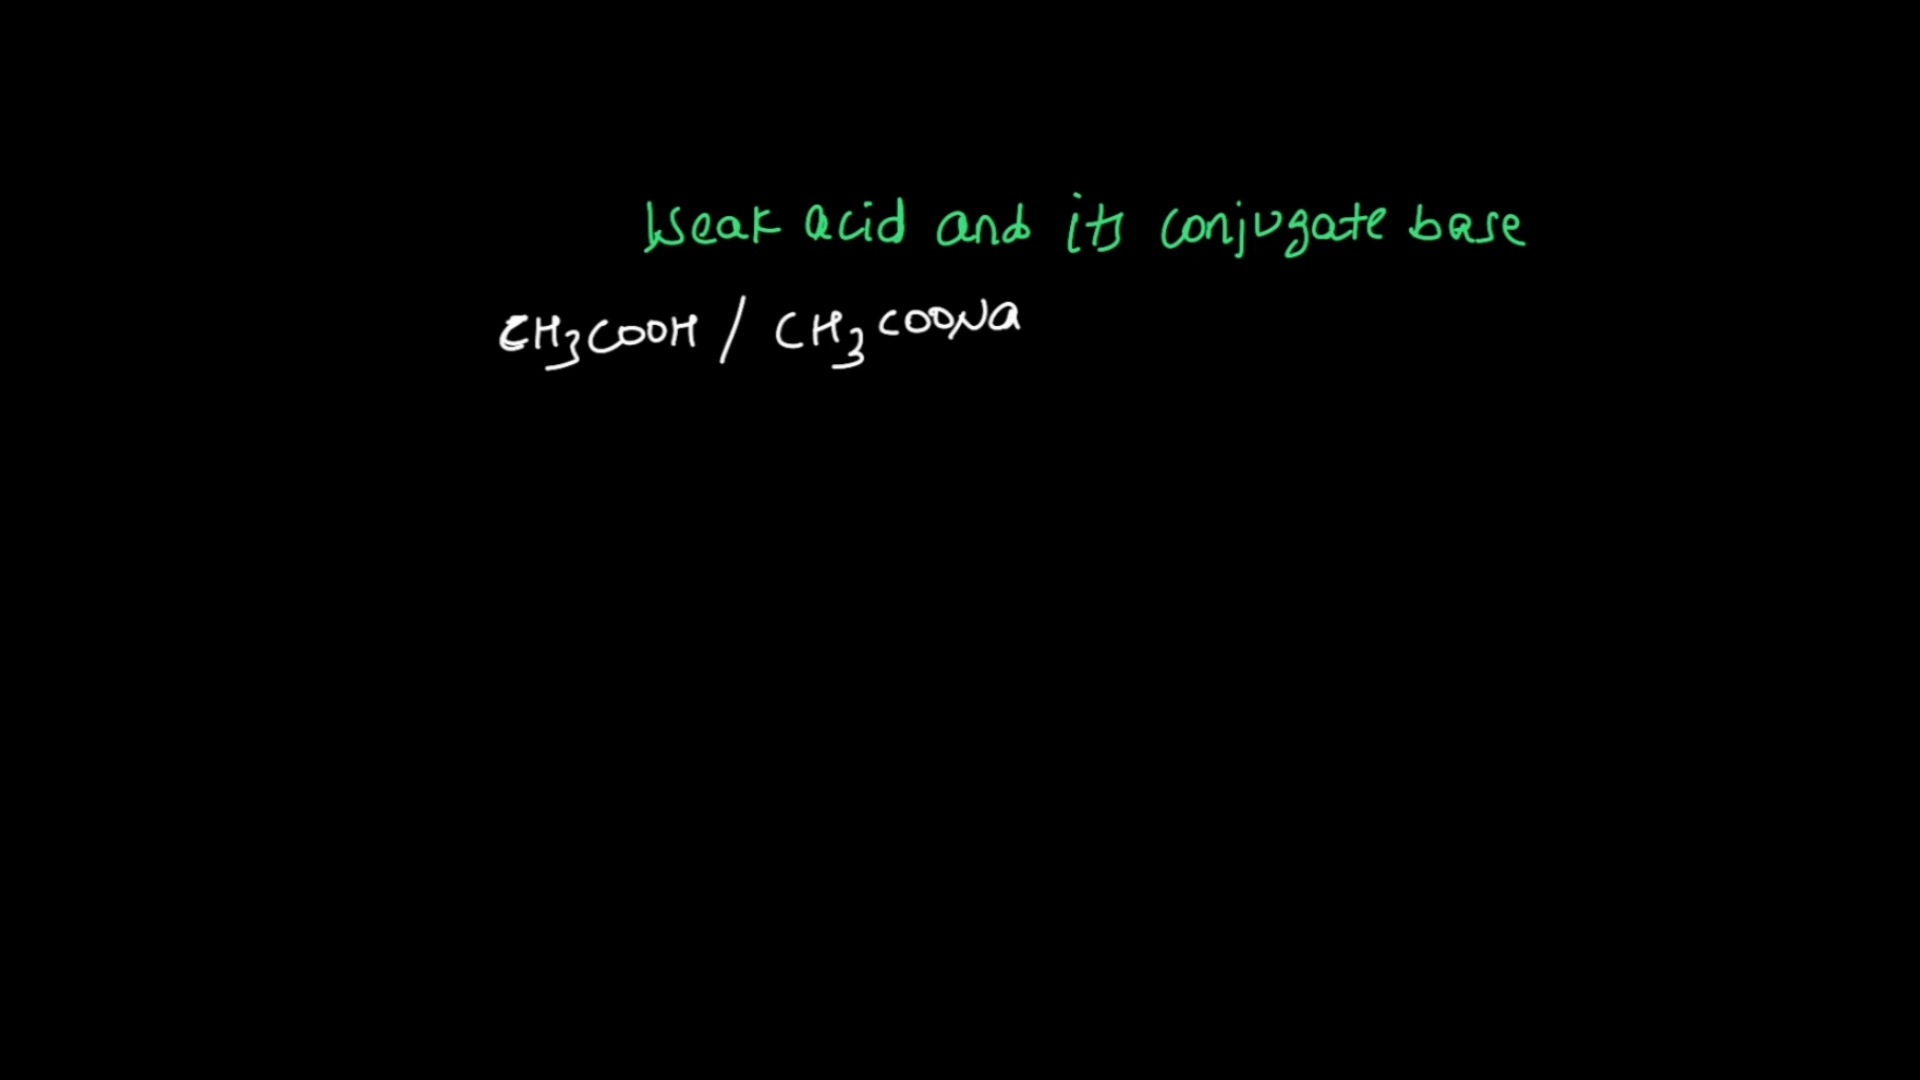 Weak acid and its conjugate base
CH₃COOH / CH₃COONa